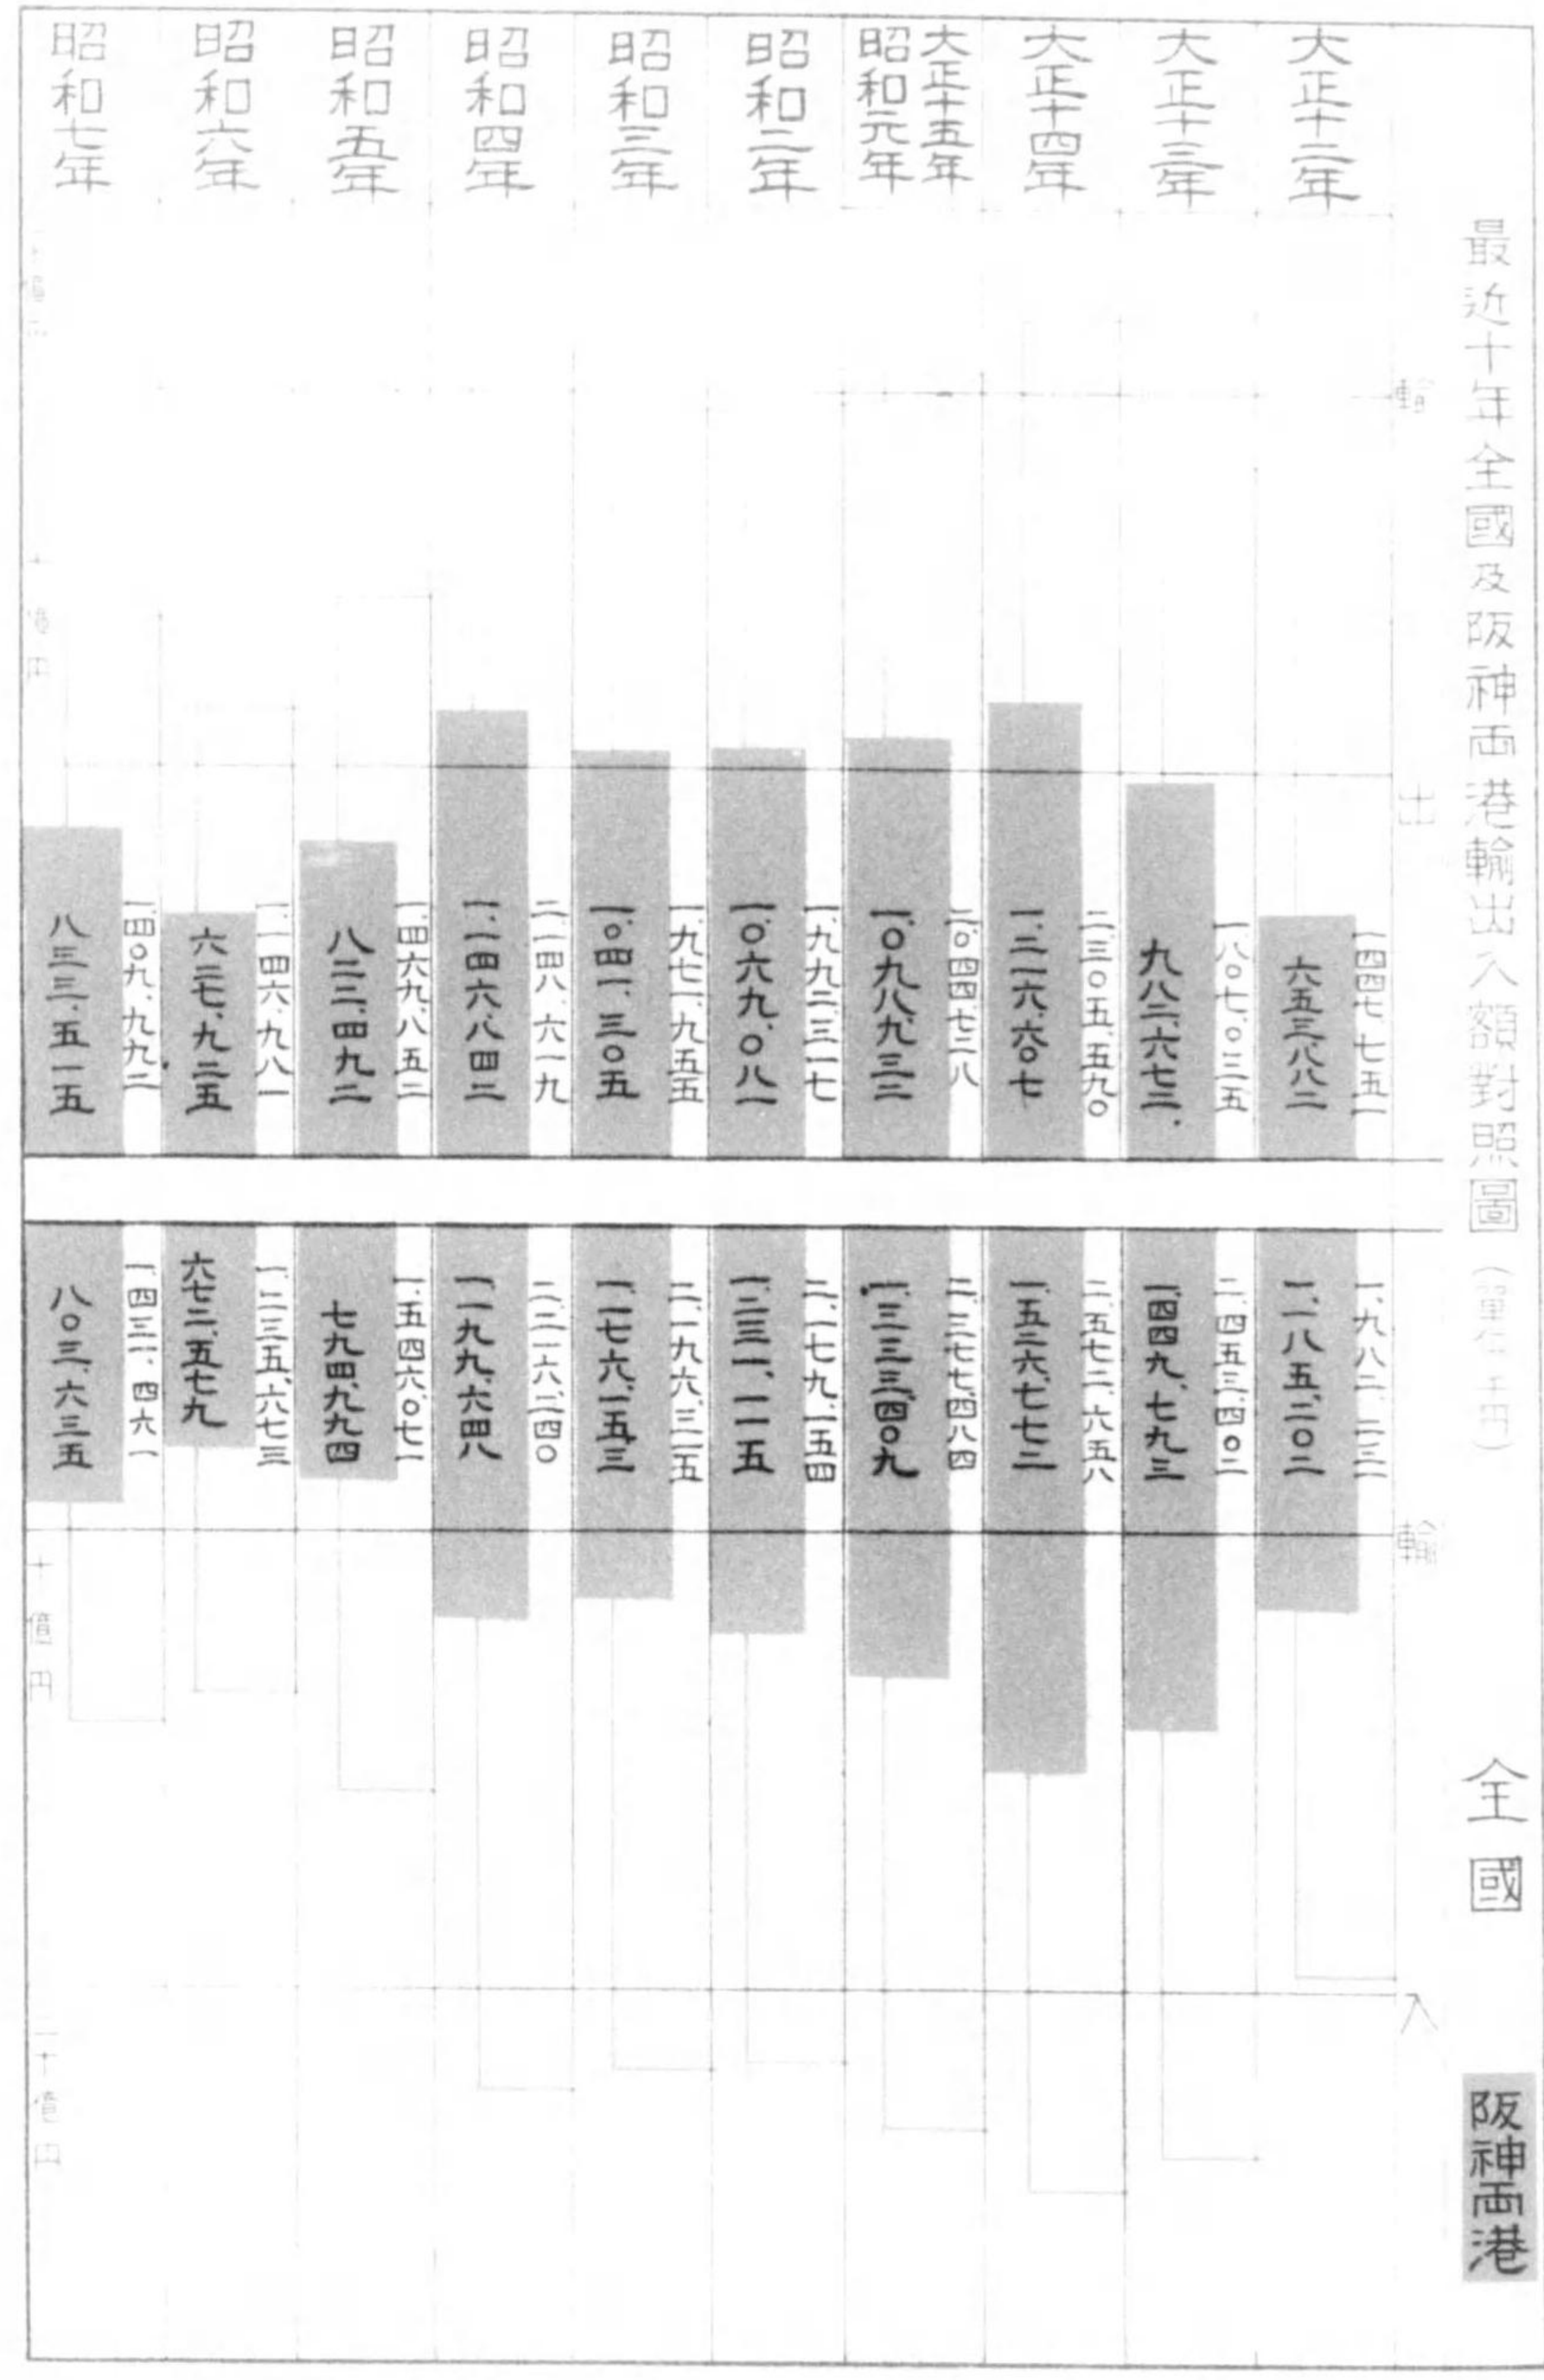 最近十年全國及阪神両港輸出入額對照圖（單位千円）
全國
阪神両港
輸出
輸入
大正十二年
大正十三年
大正十四年
大正十五年
昭和元年
昭和二年
昭和三年
昭和四年
昭和五年
昭和六年
昭和七年
十億円
一四四七、七五一
六五三、八八二
一八〇七、〇三五
九八二、六七二
二、三〇五、五九〇
一、二一六、六〇七
二、〇四四、七二八
一、〇九八、九三二
一、九九二、三一七
一、〇六九、〇八一
一、九七一、九五五
一、〇四一、三〇五
二、一四八、六一九
一、一四六、八四二
一、四六九、八五二
八二二、四九二
一、一四六、九八一
六二七、九二五
一、四〇九、九九二
八三三、五一五
一、九八二、二三一
一、一八五、二〇二
二、四五三、四〇二
一、四四九、七九三
二、五七二、六五八
一、五二六、七七二
二、三七七、四八四
一、三三三、四〇九
二、一七九、一五四
一、二三一、一一五
二、一九六、三一五
一、一七六、一五三
二、二一六、二四〇
一、一九九、六四八
一、五四六、〇七一
七九四、九九四
一、二三五、六七三
六七二、五七九
一、四三一、四六一
八〇三、六三五
十億円
二十億円